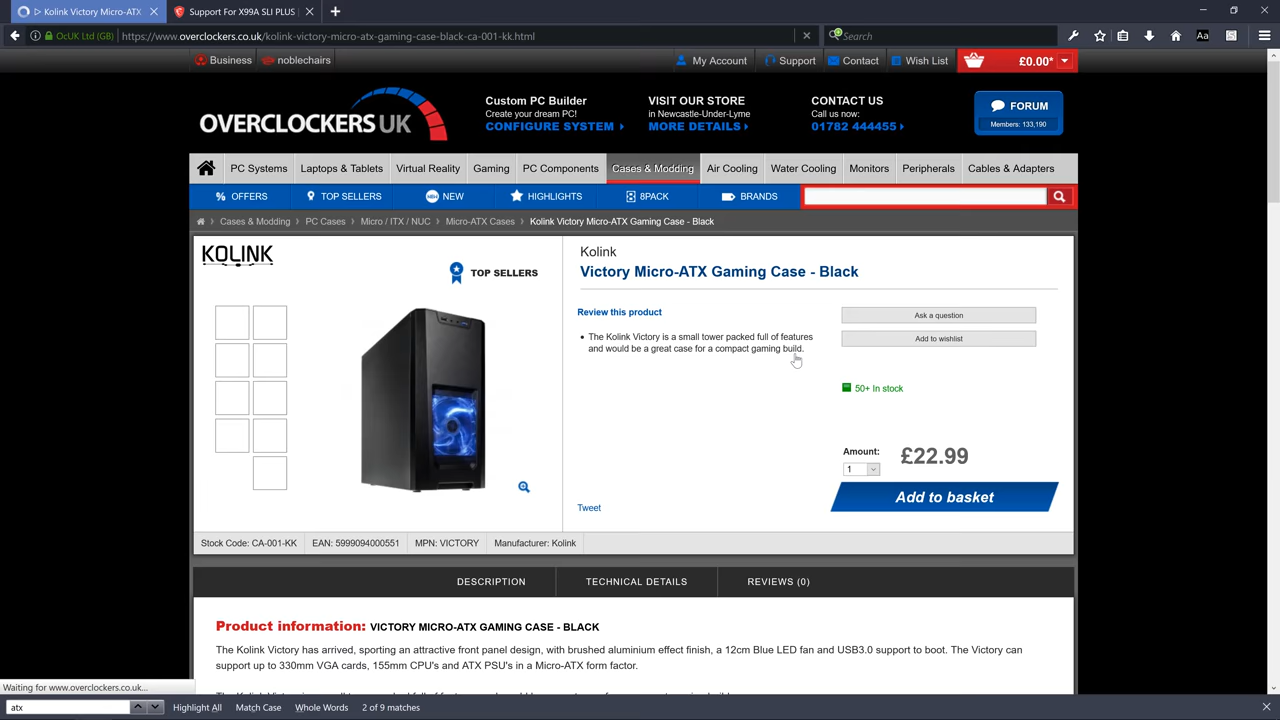 ▷ Kolink Victory Micro-ATX
Support For X99A SLI PLUS
OcUK Ltd (GB)
https://www.overclockers.co.uk/kolink-victory-micro-atx-gaming-case-black-ca-001-kk.html
Search
Business
noblechairs
My Account
Support
Contact
Wish List
£0.00*
OVERCLOCKERS UK
Custom PC Builder
Create your dream PC!
CONFIGURE SYSTEM
VISIT OUR STORE
in Newcastle-Under-Lyme
MORE DETAILS
CONTACT US
Call us now:
01782 444455
FORUM
Members: 133,190
PC Systems
Laptops & Tablets
Virtual Reality
Gaming
PC Components
Cases & Modding
Air Cooling
Water Cooling
Monitors
Peripherals
Cables & Adapters
% OFFERS
TOP SELLERS
NEW
HIGHLIGHTS
8PACK
BRANDS
Cases & Modding
PC Cases
Micro / ITX / NUC
Micro-ATX Cases
Kolink Victory Micro-ATX Gaming Case - Black
KOLINK
TOP SELLERS
Kolink
Victory Micro-ATX Gaming Case - Black
Review this product
• The Kolink Victory is a small tower packed full of features
and would be a great case for a compact gaming build.
Ask a question
Add to wishlist
50+ In stock
Amount:
1
£22.99
Add to basket
Tweet
Stock Code: CA-001-KK
EAN: 5999094000551
MPN: VICTORY
Manufacturer: Kolink
DESCRIPTION
TECHNICAL DETAILS
REVIEWS (0)
Product information: VICTORY MICRO-ATX GAMING CASE - BLACK
The Kolink Victory has arrived, sporting an attractive front panel design, with brushed aluminium effect finish, a 12cm Blue LED fan and USB3.0 support to boot. The Victory can
support up to 330mm VGA cards, 155mm CPU's and ATX PSU's in a Micro-ATX form factor.
Waiting for www.overclockers.co.uk...
atx
Highlight All
Match Case
Whole Words
2 of 9 matches